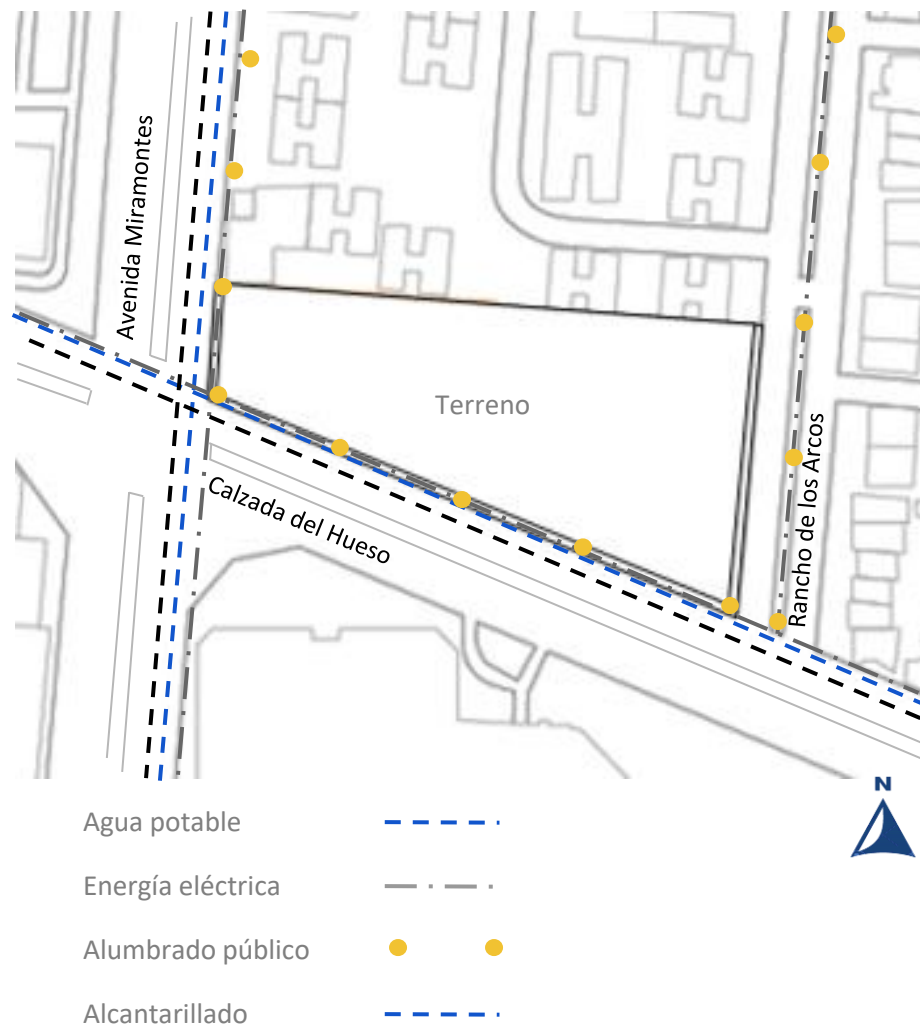 Avenida Miramontes
Terreno
Calzada del Hueso
Rancho de los Arcos
N
Agua potable
Energía eléctrica
Alumbrado público
Alcantarillado